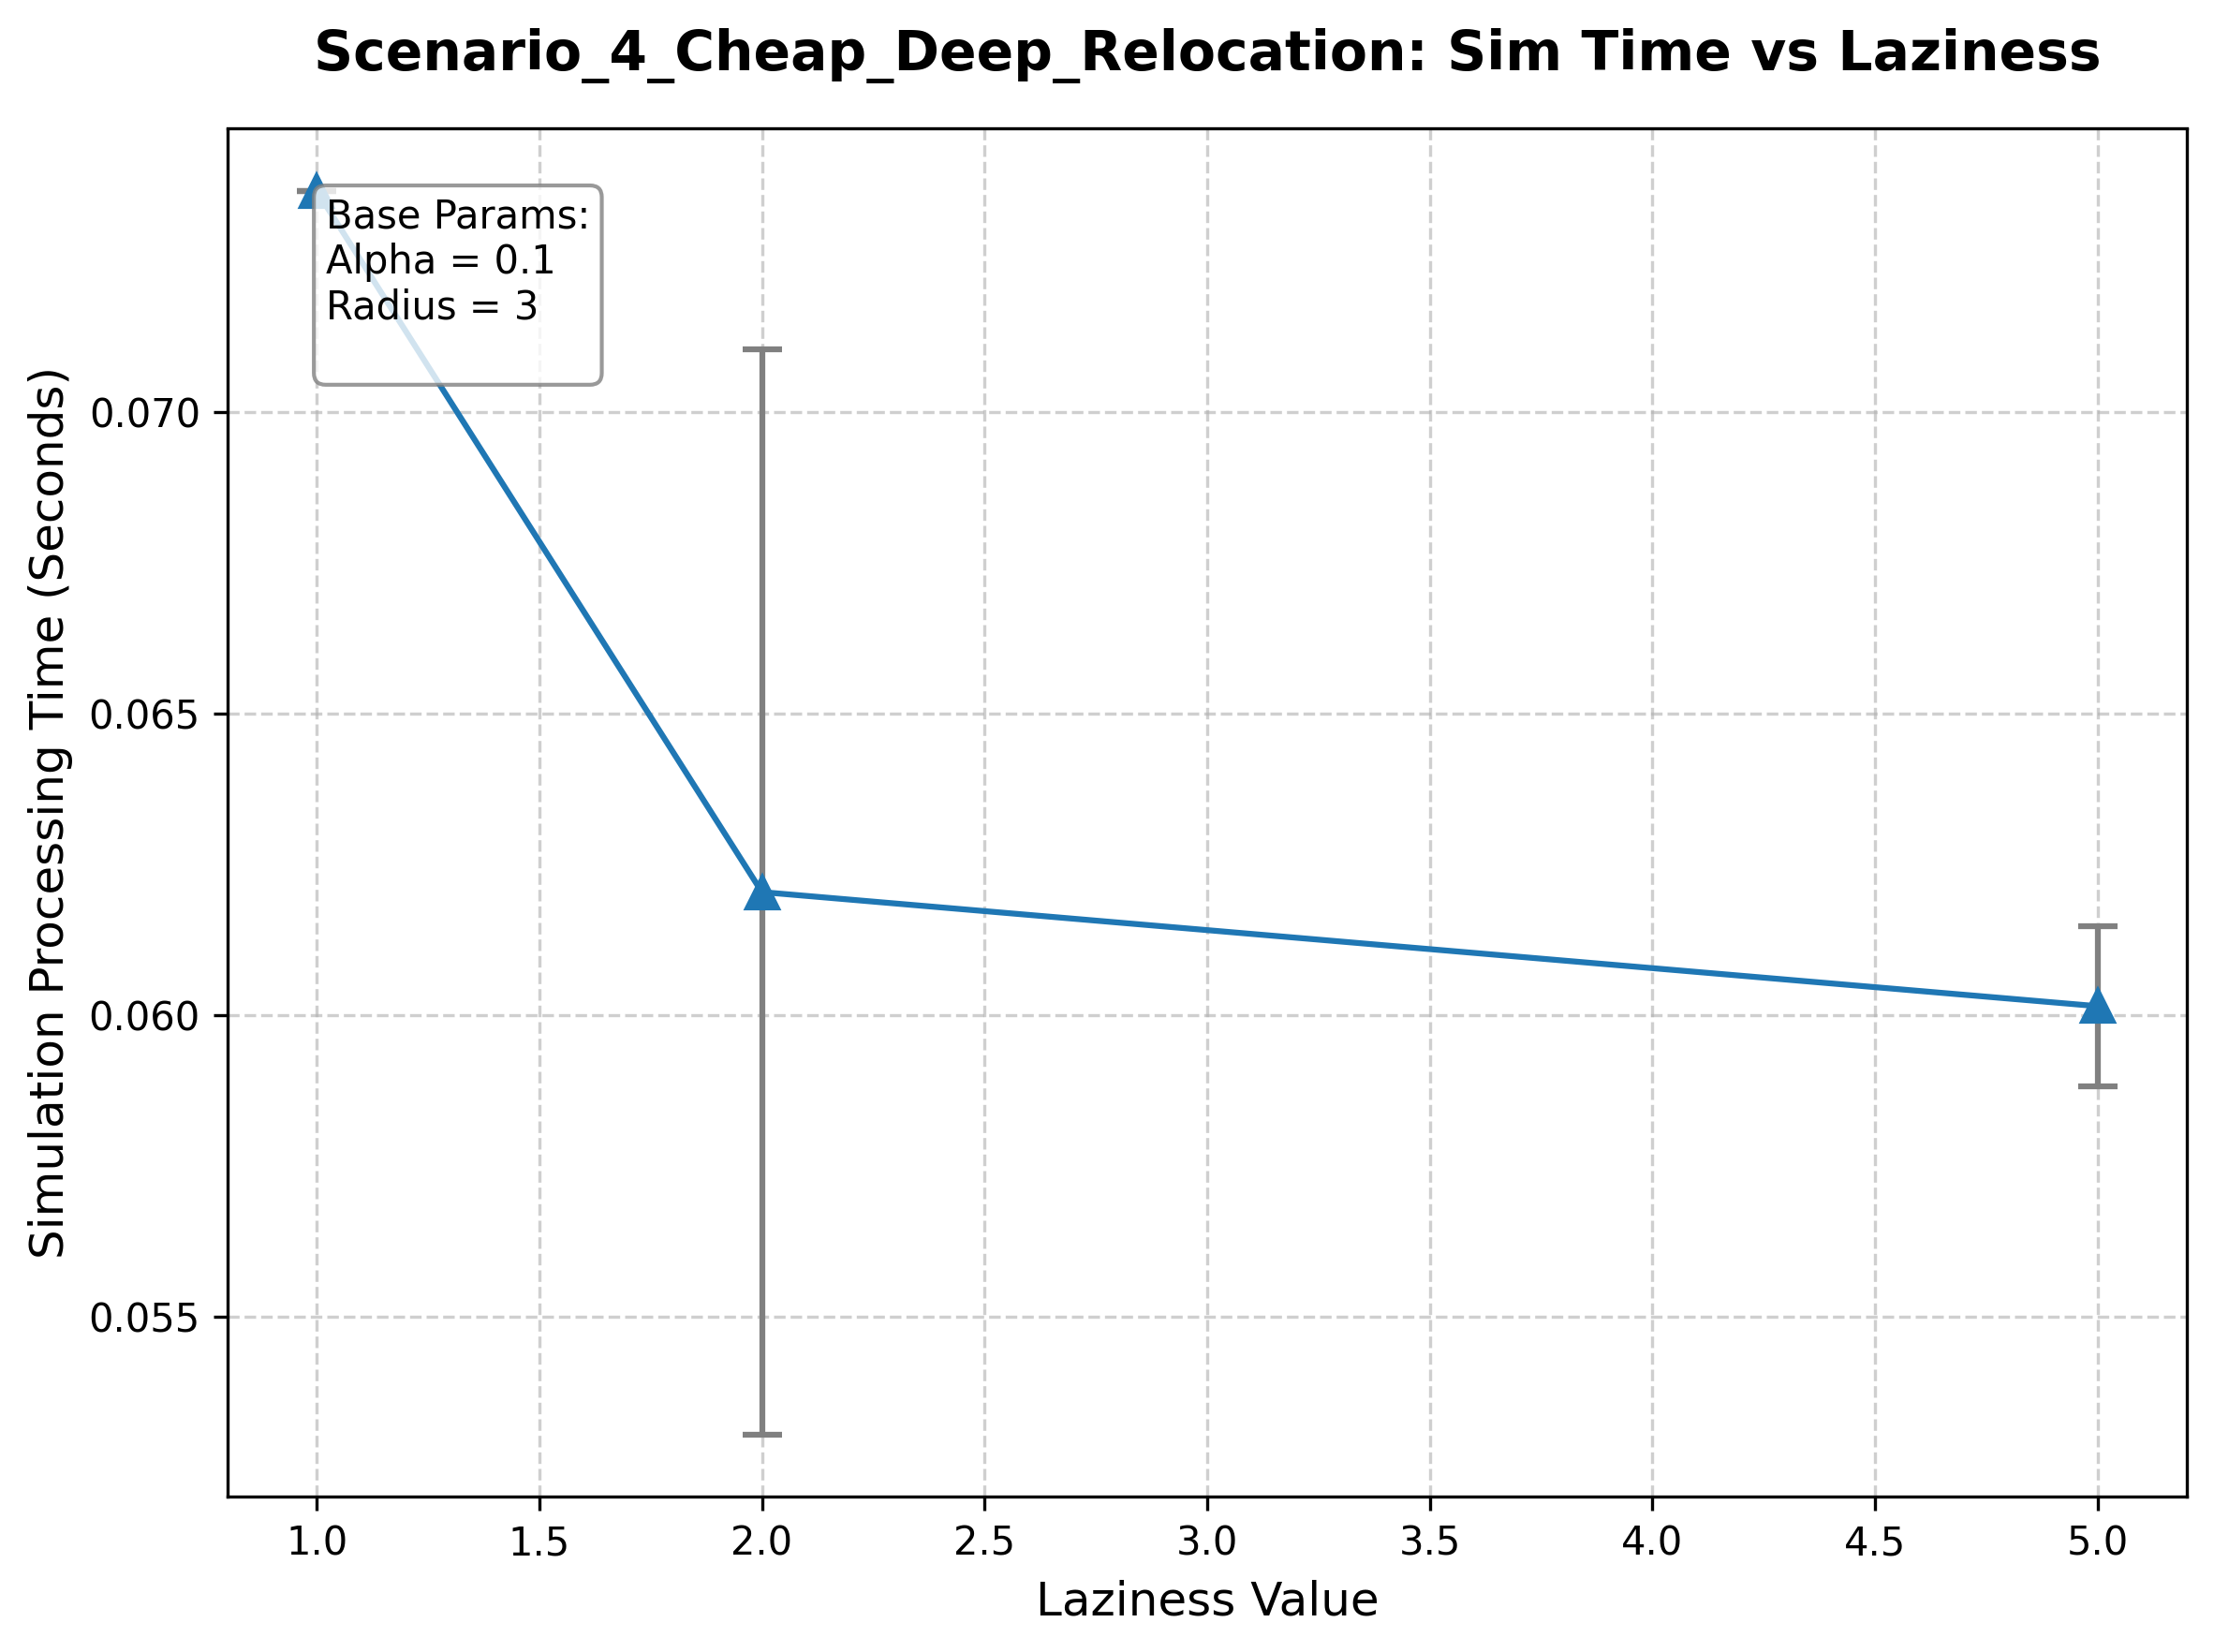 Scenario_4_Cheap_Deep_Relocation: Sim Time vs Laziness
Base Params:
Alpha = 0.1
Radius = 3
Simulation Processing Time (Seconds)
0.070
0.065
0.060
0.055
1.0 1.5 2.0 2.5 3.0 3.5 4.0 4.5 5.0
Laziness Value